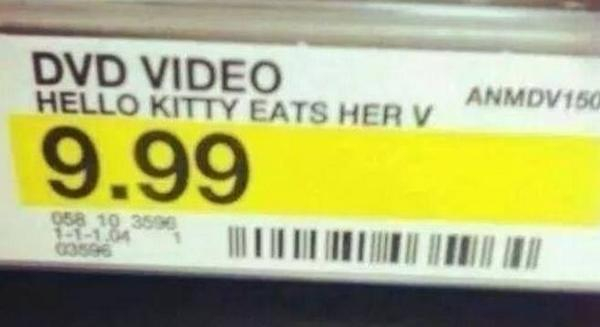 DVD VIDEO
HELLO KITTY EATS HER V
ANMDV150
9.99
058 10 3596
1-1-1.04 1
03596